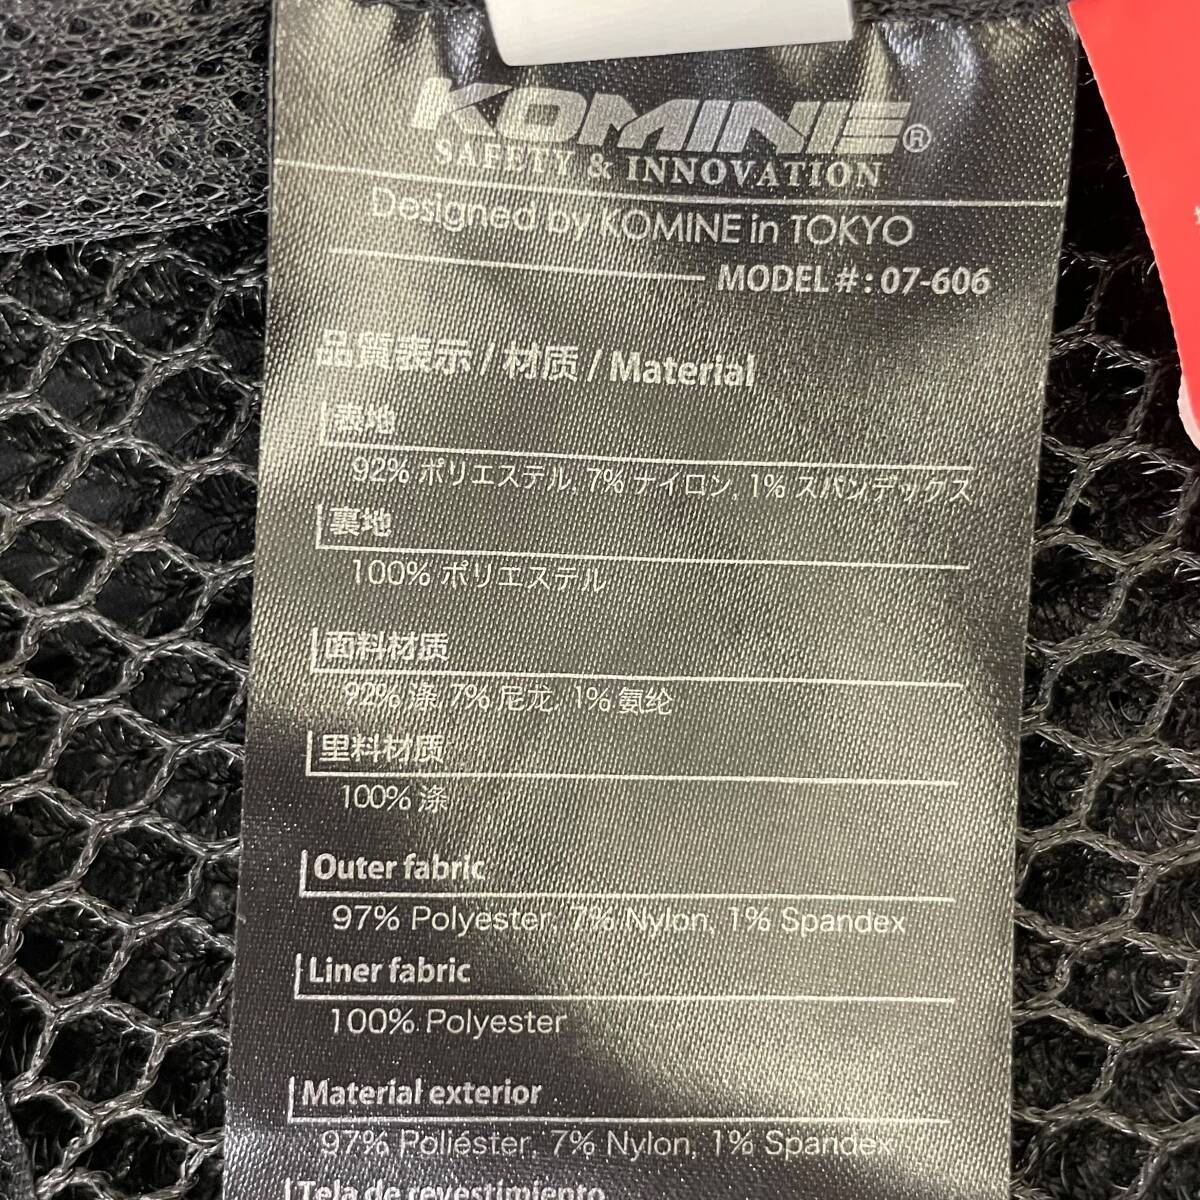 KOMINE®
SAFETY & INNOVATION
Designed by KOMINE in TOKYO
MODEL #: 07-606
品質表示 / 材质 / Material
表地
92% ポリエステル, 7% ナイロン, 1% スパンデックス
裏地
100% ポリエステル
面料材质
92% 涤, 7% 尼龙, 1% 氨纶
里料材质
100% 涤
Outer fabric
97% Polyester, 7% Nylon, 1% Spandex
Liner fabric
100% Polyester
Material exterior
97% Poliéster, 7% Nylon, 1% Spandex
Tela de revestimiento